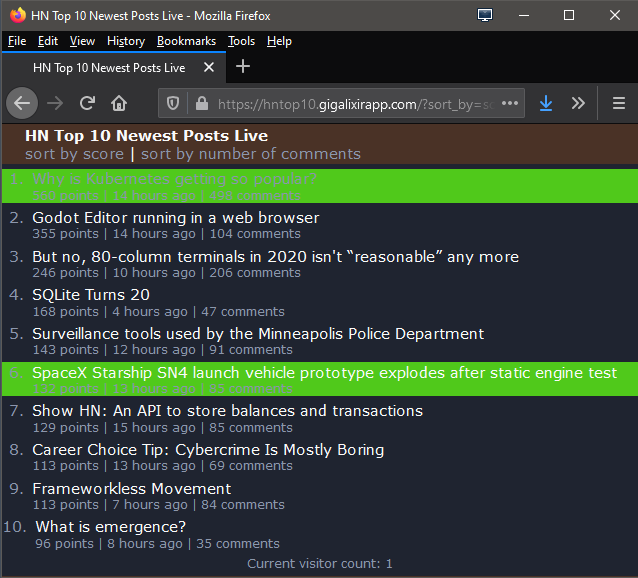 HN Top 10 Newest Posts Live - Mozilla Firefox
File Edit View History Bookmarks Tools Help
HN Top 10 Newest Posts Live
https://hntop10.gigalixirapp.com/?sort_by=sc
HN Top 10 Newest Posts Live
sort by score | sort by number of comments
1. Why is Kubernetes getting so popular?
560 points | 14 hours ago | 498 comments
2. Godot Editor running in a web browser
355 points | 14 hours ago | 104 comments
3. But no, 80-column terminals in 2020 isn't “reasonable” any more
246 points | 10 hours ago | 206 comments
4. SQLite Turns 20
168 points | 4 hours ago | 47 comments
5. Surveillance tools used by the Minneapolis Police Department
143 points | 12 hours ago | 91 comments
6. SpaceX Starship SN4 launch vehicle prototype explodes after static engine test
132 points | 13 hours ago | 85 comments
7. Show HN: An API to store balances and transactions
129 points | 15 hours ago | 85 comments
8. Career Choice Tip: Cybercrime Is Mostly Boring
113 points | 13 hours ago | 69 comments
9. Frameworkless Movement
113 points | 7 hours ago | 84 comments
10. What is emergence?
96 points | 8 hours ago | 35 comments
Current visitor count: 1